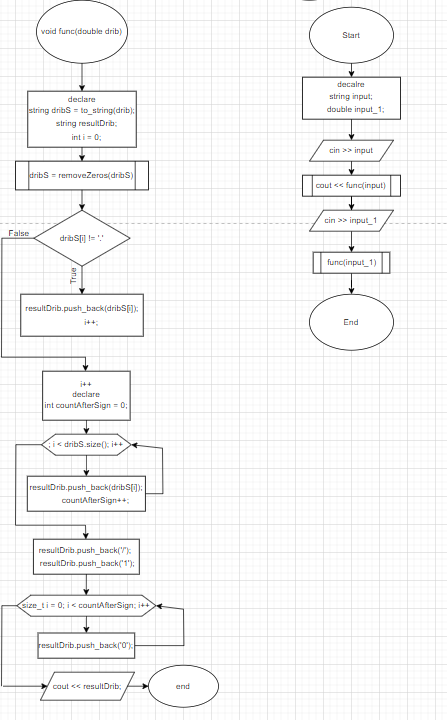 void func(double drib)
declare
string dribS = to_string(drib);
string resultDrib;
int i = 0;
dribS = removeZeros(dribS)
dribS[i] != '.'
False
True
resultDrib.push_back(dribS[i]);
i++;
i++
declare
int countAfterSign = 0;
; i < dribS.size(); i++
resultDrib.push_back(dribS[i]);
countAfterSign++;
resultDrib.push_back('/');
resultDrib.push_back('1');
size_t i = 0; i < countAfterSign; i++
resultDrib.push_back('0');
cout << resultDrib;
end
Start
decalre
string input;
double input_1;
cin >> input
cout << func(input)
cin >> input_1
func(input_1)
End